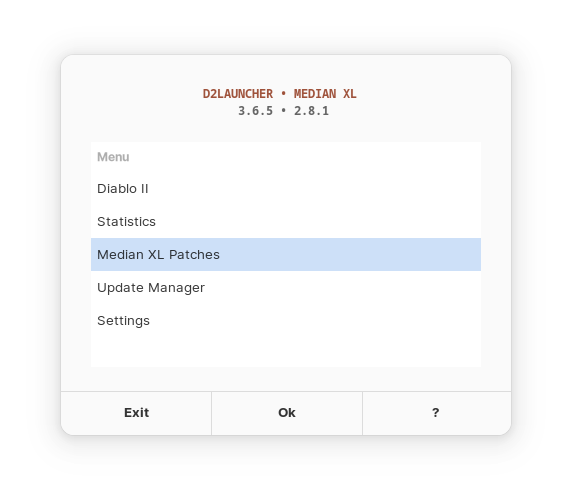 D2LAUNCHER • MEDIAN XL
3.6.5 • 2.8.1
Menu
Diablo II
Statistics
Median XL Patches
Update Manager
Settings
Exit
Ok
?